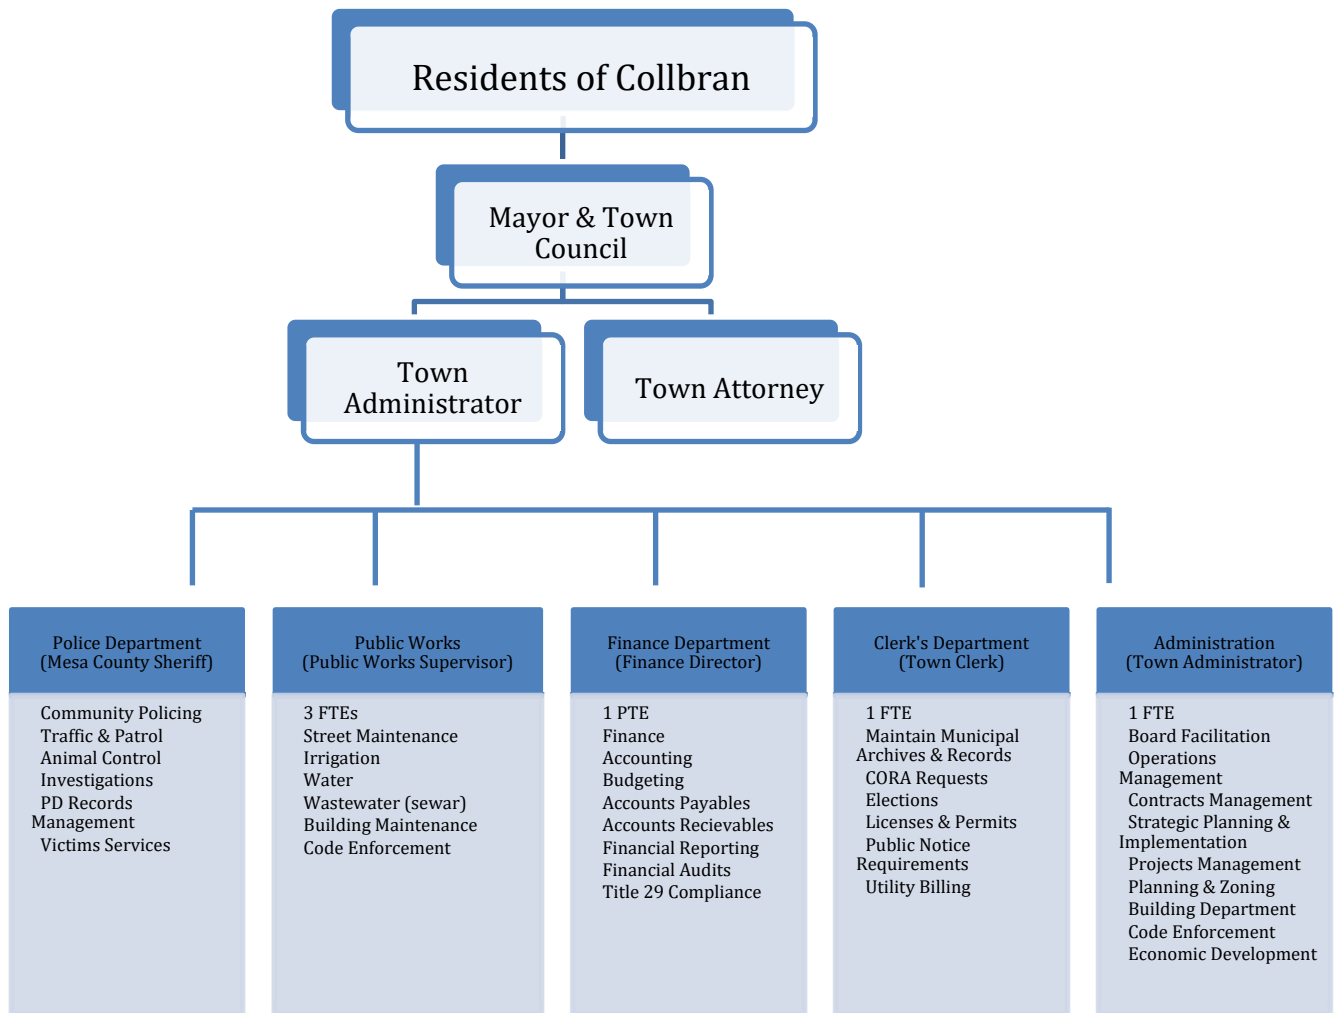 Residents of Collbran
Mayor & Town
Council
Town
Administrator
Town Attorney
Police Department
(Mesa County Sheriff)
Community Policing
Traffic & Patrol
Animal Control
Investigations
PD Records
Management
Victims Services
Public Works
(Public Works Supervisor)
3 FTEs
Street Maintenance
Irrigation
Water
Wastewater (sewar)
Building Maintenance
Code Enforcement
Finance Department
(Finance Director)
1 PTE
Finance
Accounting
Budgeting
Accounts Payables
Accounts Recievables
Financial Reporting
Financial Audits
Title 29 Compliance
Clerk's Department
(Town Clerk)
1 FTE
Maintain Municipal
Archives & Records
CORA Requests
Elections
Licenses & Permits
Public Notice
Requirements
Utility Billing
Administration
(Town Administrator)
1 FTE
Board Facilitation
Operations
Management
Contracts Management
Strategic Planning &
Implementation
Projects Management
Planning & Zoning
Building Department
Code Enforcement
Economic Development